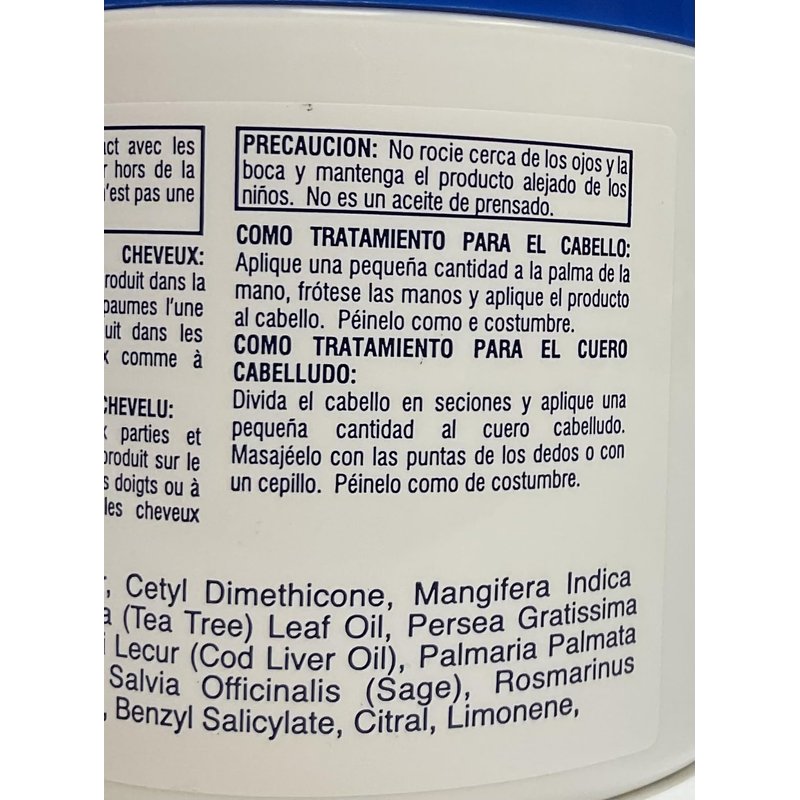 avec les
hors de la
n'est pas une
CHEVEUX:
produit dans la
paumes l'une
dans les
comme à
CHEVELU:
parties et
produit sur le
doigts ou à
les cheveux
PRECAUCION: No rocie cerca de los ojos y la
boca y mantenga el producto alejado de los
niños. No es un aceite de prensado.
COMO TRATAMIENTO PARA EL CABELLO:
Aplique una pequeña cantidad a la palma de la
mano, frótese las manos y aplique el producto
al cabello. Péinelo como e costumbre.
COMO TRATAMIENTO PARA EL CUERO
CABELLUDO:
Divida el cabello en seciones y aplique una
pequeña cantidad al cuero cabelludo.
Masajéelo con las puntas de los dedos o con
un cepillo. Péinelo como de costumbre.
, Cetyl Dimethicone, Mangifera Indica
(Tea Tree) Leaf Oil, Persea Gratissima
Lecur (Cod Liver Oil), Palmaria Palmata
Salvia Officinalis (Sage), Rosmarinus
, Benzyl Salicylate, Citral, Limonene,